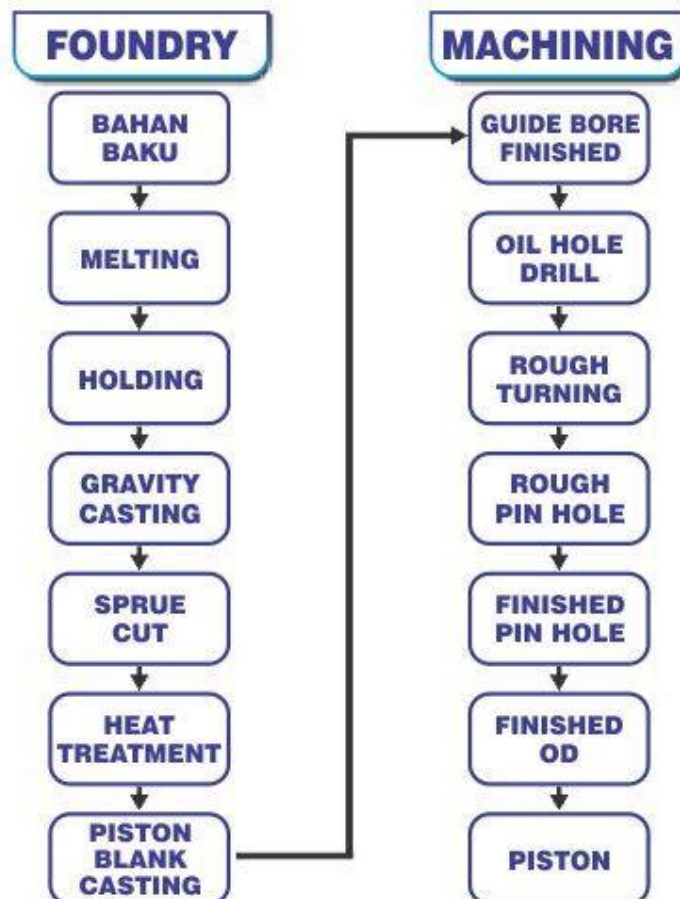 FOUNDRY
BAHAN
BAKU
MELTING
HOLDING
GRAVITY
CASTING
SPRUE
CUT
HEAT
TREATMENT
PISTON
BLANK
CASTING
MACHINING
GUIDE BORE
FINISHED
OIL HOLE
DRILL
ROUGH
TURNING
ROUGH
PIN HOLE
FINISHED
PIN HOLE
FINISHED
OD
PISTON